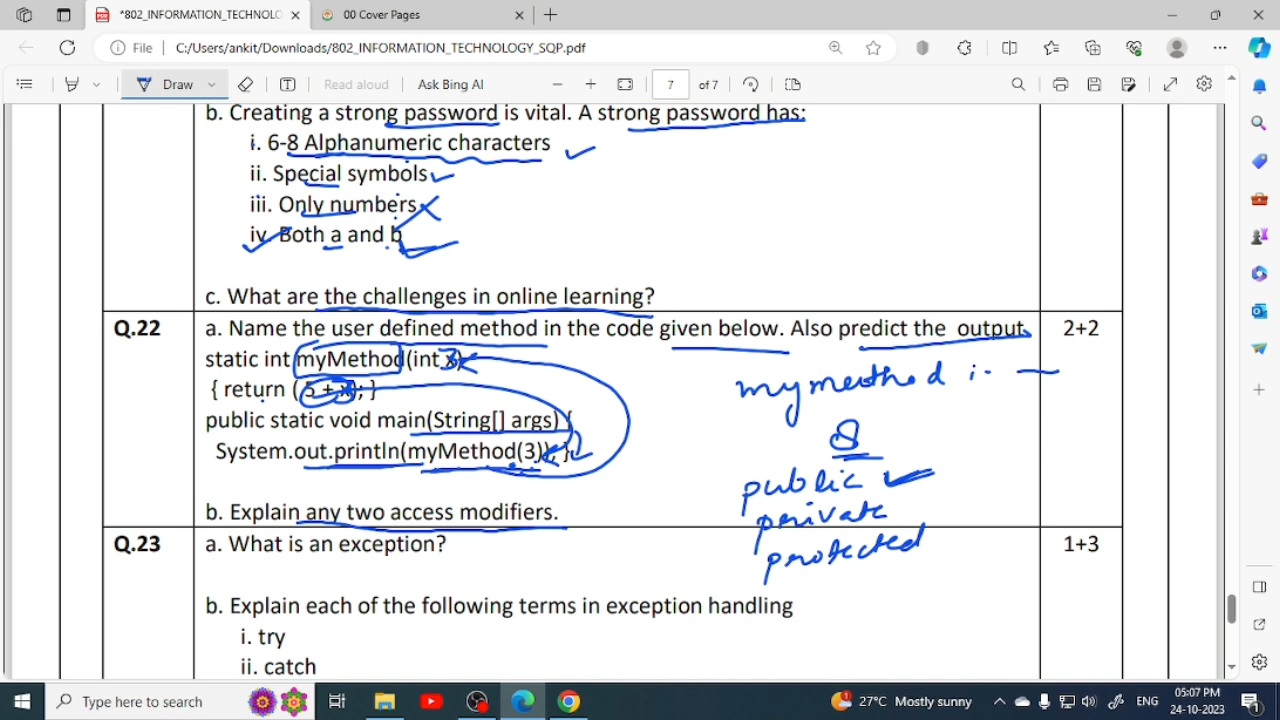 *802_INFORMATION_TECHNOLO
00 Cover Pages
File
C:/Users/ankit/Downloads/802_INFORMATION_TECHNOLOGY_SQP.pdf
Draw
Read aloud
Ask Bing AI
7
of 7
b. Creating a strong password is vital. A strong password has:
i. 6-8 Alphanumeric characters
ii. Special symbols
iii. Only numbers
iv. Both a and b
c. What are the challenges in online learning?
Q.22
a. Name the user defined method in the code given below. Also predict the output.
2+2
static int myMethod(int x)
3
{ return ( 5 + x); }
3
public static void main(String[] args) {
System.out.println(myMethod(3)); }
b. Explain any two access modifiers.
my method
8
public
private
protected
Q.23
a. What is an exception?
1+3
b. Explain each of the following terms in exception handling
i. try
ii. catch
Type here to search
1
27°C Mostly sunny
ENG
05:07 PM
24-10-2023
1